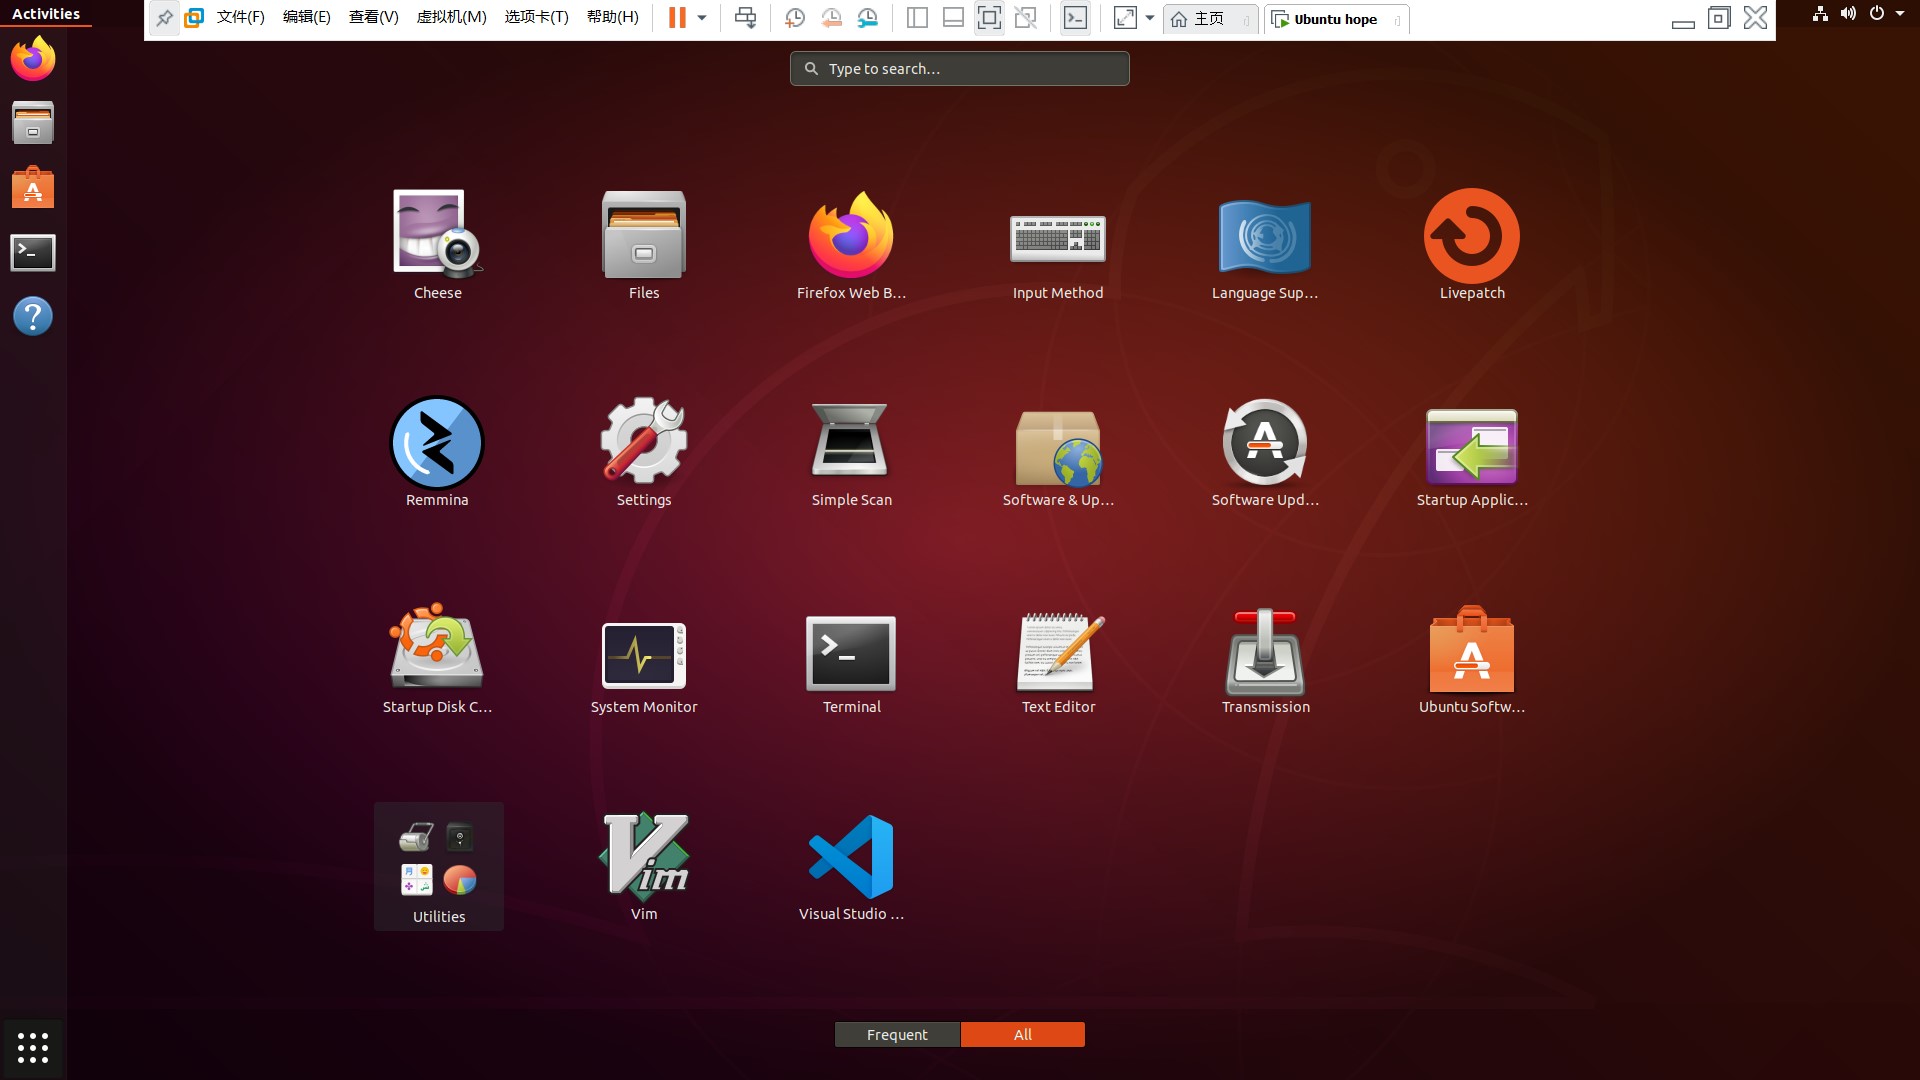 Activities
文件(F) 编辑(E) 查看(V) 虚拟机(M) 选项卡(T) 帮助(H) 主页 Ubuntu hope
Type to search...
Cheese Files Firefox Web B... Input Method Language Sup... Livepatch
Remmina Settings Simple Scan Software & Up... Software Upd... Startup Applic...
Startup Disk C... System Monitor Terminal Text Editor Transmission Ubuntu Softw...
Utilities Vim Visual Studio ...
Frequent All